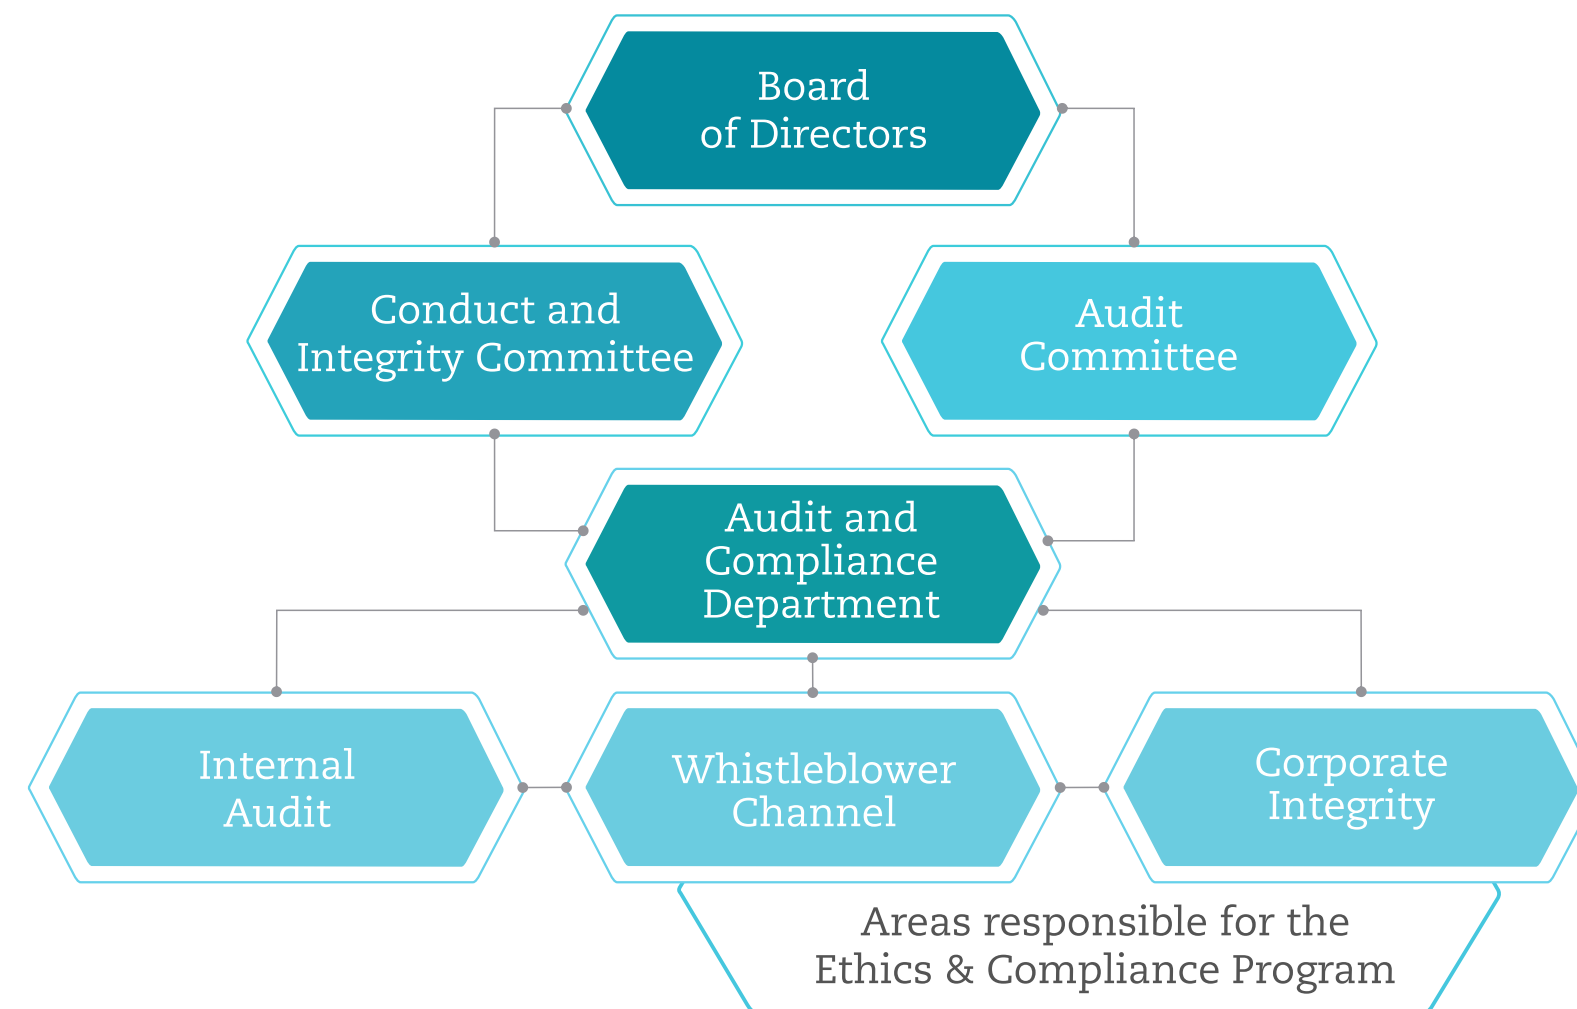 Board
of Directors
Conduct and
Integrity Committee
Audit
Committee
Audit and
Compliance
Department
Internal
Audit
Whistleblower
Channel
Corporate
Integrity
Areas responsible for the
Ethics & Compliance Program